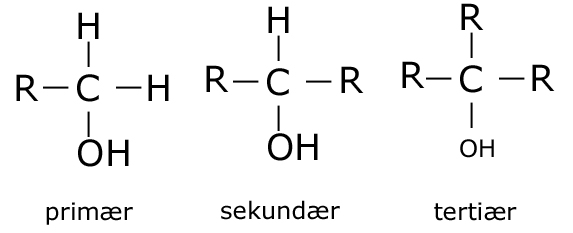 H
R C H
OH
primær
H
R C R
OH
sekundær
R
R C R
OH
tertiær